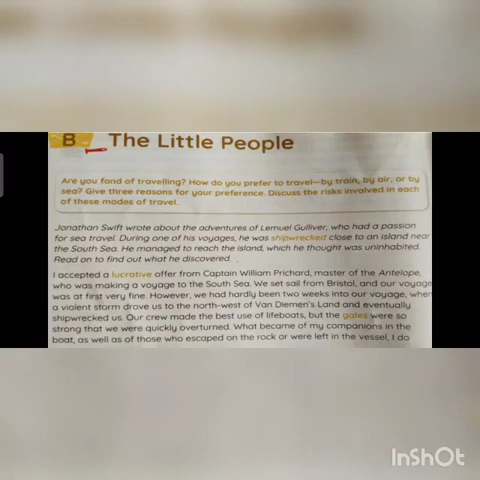 B The Little People
Are you fond of travelling? How do you prefer to travel—by train, by air, or by
sea? Give three reasons for your preference. Discuss the risks involved in each
of these modes of travel.
Jonathan Swift wrote about the adventures of Lemuel Gulliver, who had a passion
for sea travel. During one of his voyages, he was shipwrecked close to an island near
the South Sea. He managed to reach the island, which he thought was uninhabited.
Read on to find out what he discovered.
I accepted a lucrative offer from Captain William Prichard, master of the Antelope,
who was making a voyage to the South Sea. We set sail from Bristol, and our voyage
was at first very fine. However, we had hardly been two weeks into our voyage, when
a violent storm drove us to the north-west of Van Diemen's Land and eventually
shipwrecked us. Our crew made the best use of lifeboats, but the gales were so
strong that we were quickly overturned. What became of my companions in the
boat, as well as of those who escaped on the rock or were left in the vessel, I do
InShOt